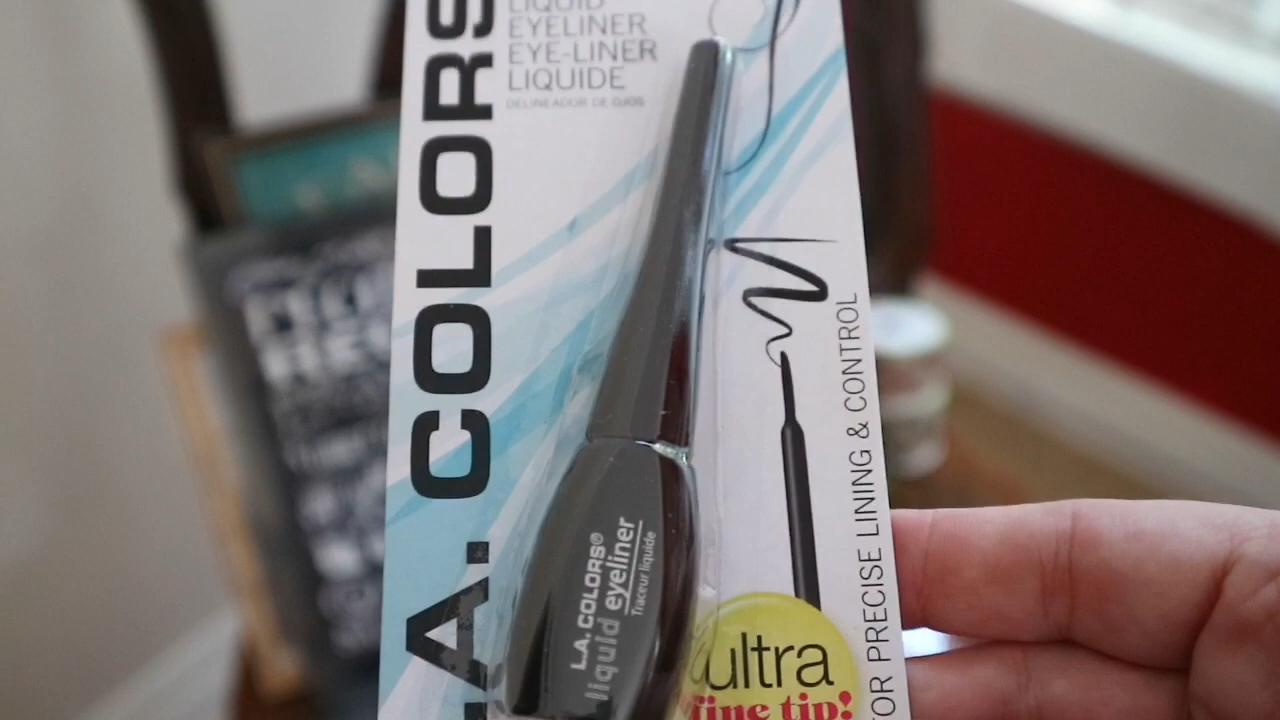 L.A. COLORS
LIQUID
EYELINER
EYE-LINER
LIQUIDE
DELINEADOR DE OJOS
L.A. COLORS®
liquid eyeliner
Traceur liquide
ultra
fine tip!
FOR PRECISE LINING & CONTROL